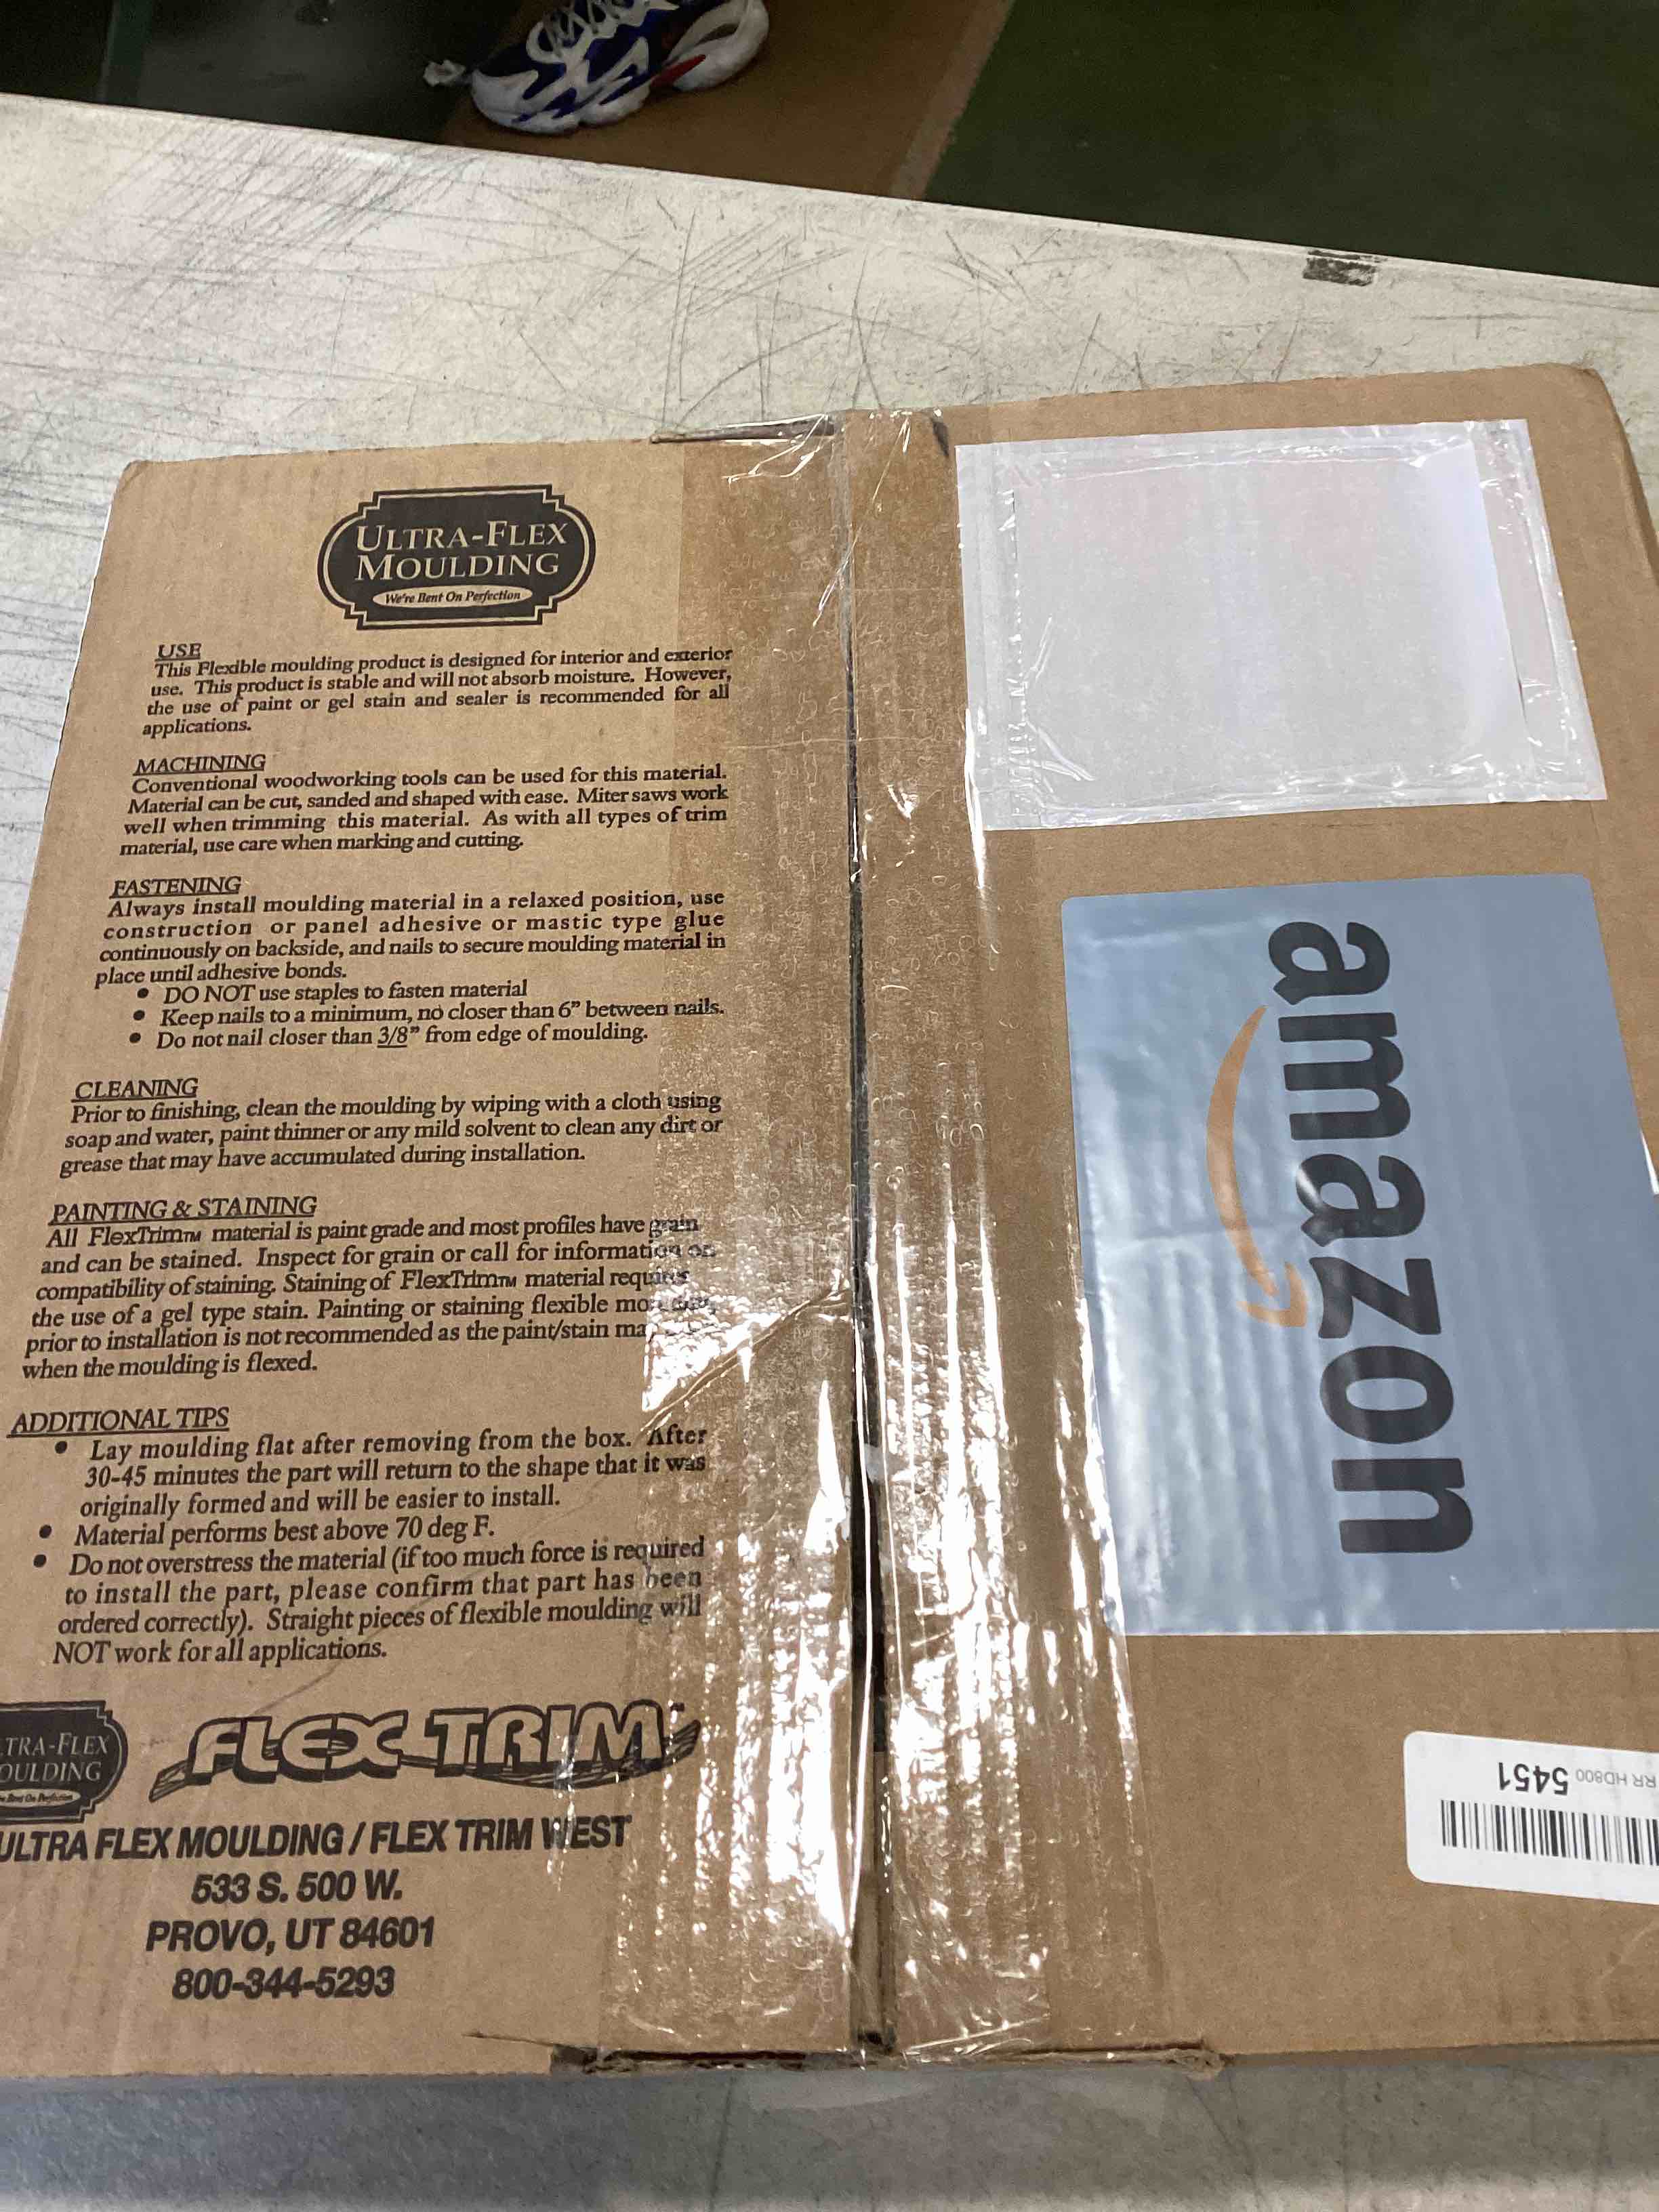 ULTRA-FLEX
MOULDING
We're Bent On Perfection
USE
This Flexible moulding product is designed for interior and exterior
use. This product is stable and will not absorb moisture. However,
the use of paint or gel stain and sealer is recommended for all
applications.
MACHINING
Conventional woodworking tools can be used for this material.
Material can be cut, sanded and shaped with ease. Miter saws work
well when trimming this material. As with all types of trim
material, use care when marking and cutting.
FASTENING
Always install moulding material in a relaxed position, use
construction or panel adhesive or mastic type glue
continuously on backside, and nails to secure moulding material in
place until adhesive bonds.
• DO NOT use staples to fasten material
• Keep nails to a minimum, no closer than 6" between nails.
• Do not nail closer than 3/8" from edge of moulding.
CLEANING
Prior to finishing, clean the moulding by wiping with a cloth using
soap and water, paint thinner or any mild solvent to clean any dirt or
grease that may have accumulated during installation.
PAINTING & STAINING
All FlexTrim™ material is paint grade and most profiles have grain
and can be stained. Inspect for grain or call for information on
compatibility of staining. Staining of FlexTrim™ material requires
the use of a gel type stain. Painting or staining flexible
prior to installation is not recommended as the paint/stain
when the moulding is flexed.
ADDITIONAL TIPS
• Lay moulding flat after removing from the box. After
30-45 minutes the part will return to the shape that it was
originally formed and will be easier to install.
• Material performs best above 70 deg F.
• Do not overstress the material (if too much force is required
to install the part, please confirm that part has been
ordered correctly). Straight pieces of flexible moulding will
NOT work for all applications.
TRA-FLEX
OULDING
Bent On Perfection
FLEX TRIM™
ULTRA FLEX MOULDING / FLEX TRIM WEST
533 S. 500 W.
PROVO, UT 84601
800-344-5293
amazon
RR HD800 5451